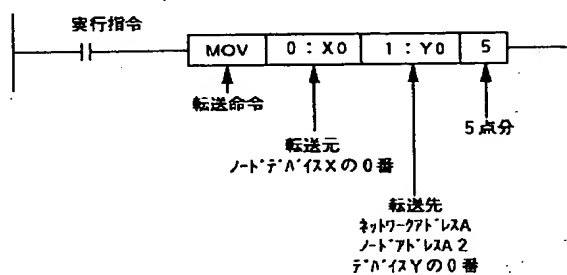 実行指令
MOV 0:X0 1:Y0 5
転送命令
5点分
転送元
ﾉｰﾄﾞﾃﾞﾊﾞｲｽXの0番
転送先
ﾈｯﾄﾜｰｸｱﾄﾞﾚｽA
ﾉｰﾄﾞｱﾄﾞﾚｽA2
ﾃﾞﾊﾞｲｽYの0番